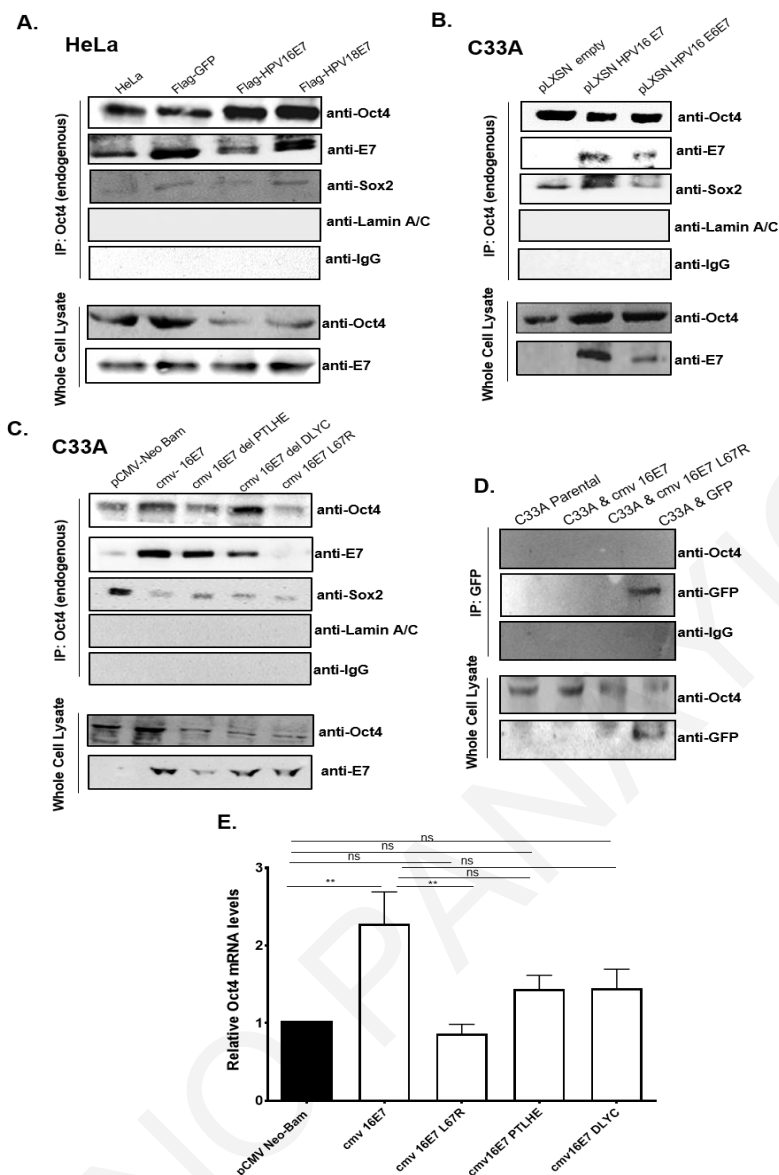 A.
HeLa
HeLa
Flag-GFP
Flag-HPV16E7
Flag-HPV18E7
IP: Oct4 (endogenous)
anti-Oct4
anti-E7
anti-Sox2
anti-Lamin A/C
anti-IgG
Whole Cell Lysate
anti-Oct4
anti-E7
B.
C33A
pLXSN empty
pLXSN HPV16 E7
pLXSN HPV16 E6E7
IP: Oct4 (endogenous)
anti-Oct4
anti-E7
anti-Sox2
anti-Lamin A/C
anti-IgG
Whole Cell Lysate
anti-Oct4
anti-E7
C.
C33A
pCMV-Neo Bam
cmv- 16E7
cmv 16E7 del PTLHE
cmv 16E7 del DLYC
cmv 16E7 L67R
IP: Oct4 (endogenous)
anti-Oct4
anti-E7
anti-Sox2
anti-Lamin A/C
anti-IgG
Whole Cell Lysate
anti-Oct4
anti-E7
D.
C33A Parental
C33A & cmv 16E7
C33A & cmv 16E7 L67R
C33A & GFP
IP: GFP
anti-Oct4
anti-GFP
anti-IgG
Whole Cell Lysate
anti-Oct4
anti-GFP
E.
ns
ns
ns
ns
ns
**
**
Relative Oct4 mRNA levels
3
2
1
0
pCMV Neo-Bam
cmv 16E7
cmv 16E7 L67R
cmv16E7 PTLHE
cmv16E7 DLYC